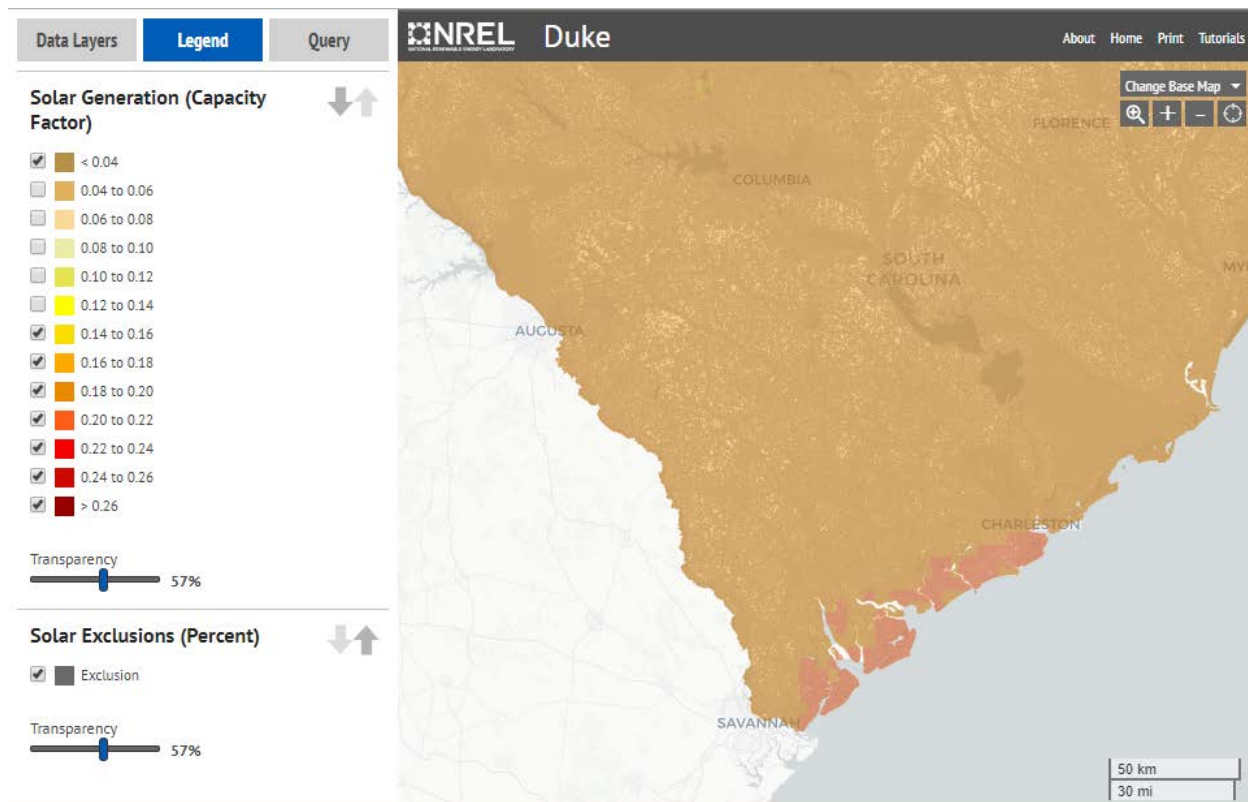 Data Layers
Legend
Query
NREL
NATIONAL RENEWABLE ENERGY LABORATORY
Duke
About
Home
Print
Tutorials
Solar Generation (Capacity
Factor)
< 0.04
0.04 to 0.06
0.06 to 0.08
0.08 to 0.10
0.10 to 0.12
0.12 to 0.14
0.14 to 0.16
0.16 to 0.18
0.18 to 0.20
0.20 to 0.22
0.22 to 0.24
0.24 to 0.26
> 0.26
Transparency
57%
Solar Exclusions (Percent)
Exclusion
Transparency
57%
Change Base Map
FLORENCE
COLUMBIA
SOUTH
CAROLINA
MY
AUGUSTA
CHARLESTON
SAVANNAH
50 km
30 mi